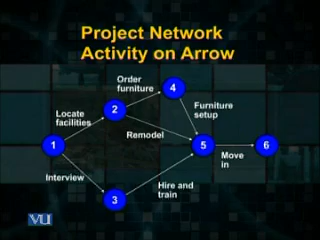 Project Network
Activity on Arrow
Order
furniture
4
Locate
facilities
2
Furniture
setup
Remodel
1
5
6
Move
in
Interview
Hire and
train
3
VU